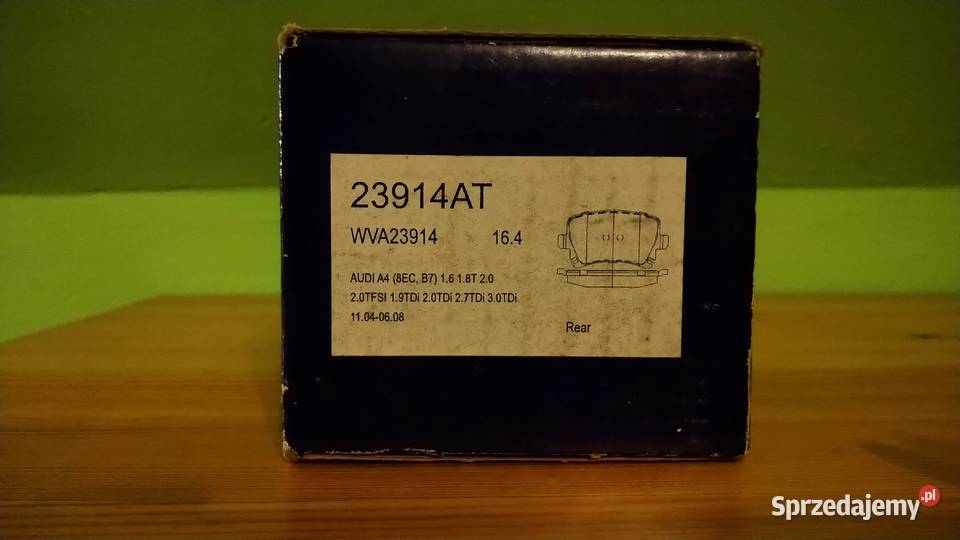 23914AT
WVA23914 16.4
AUDI A4 (8EC, B7) 1.6 1.8T 2.0
2.0TFSI 1.9TDi 2.0TDi 2.7TDi 3.0TDi
11.04-06.08
Rear
Sprzedajemy.pl